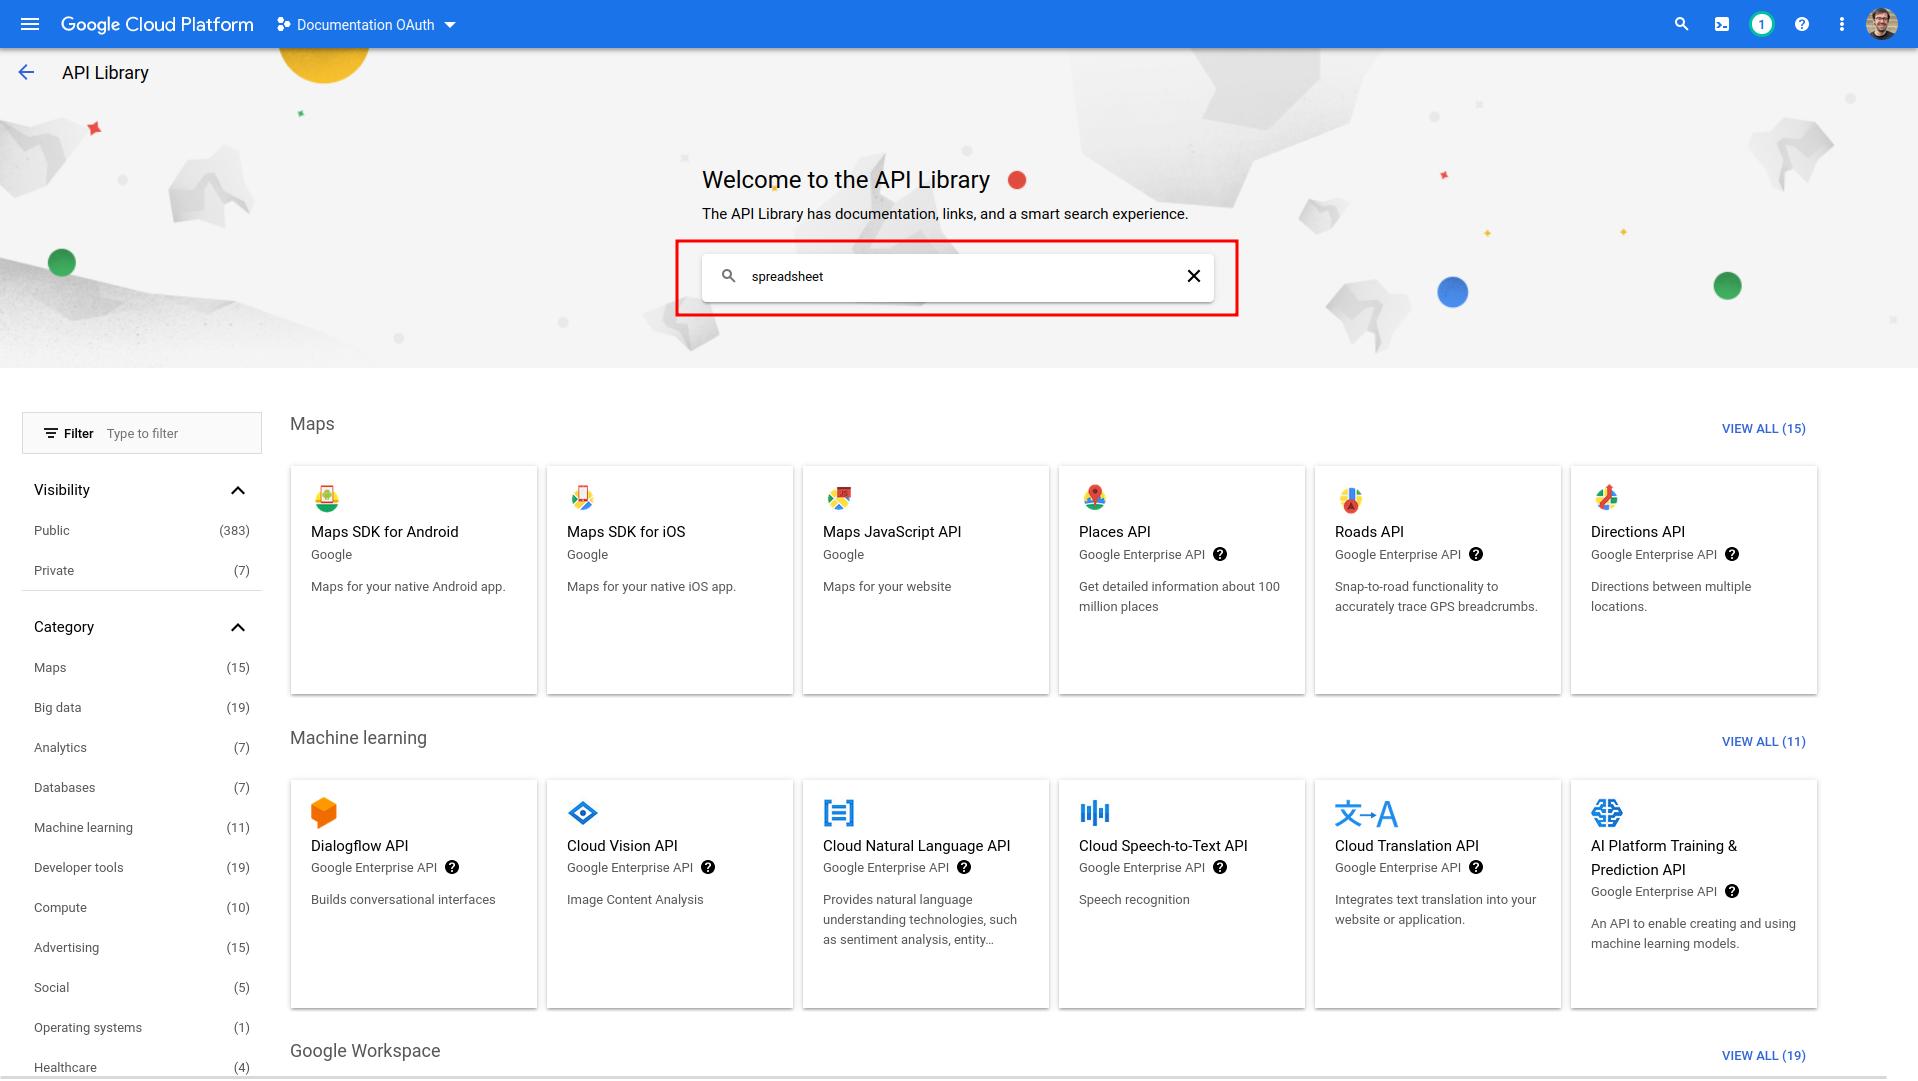 Google Cloud Platform
Documentation OAuth
1
API Library
Welcome to the API Library
The API Library has documentation, links, and a smart search experience.
spreadsheet
Filter Type to filter
Visibility
Public (383)
Private (7)
Category
Maps (15)
Big data (19)
Analytics (7)
Databases (7)
Machine learning (11)
Developer tools (19)
Compute (10)
Advertising (15)
Social (5)
Operating systems (1)
Healthcare (4)
Maps
VIEW ALL (15)
Maps SDK for Android
Google
Maps for your native Android app.
Maps SDK for iOS
Google
Maps for your native iOS app.
JS
Maps JavaScript API
Google
Maps for your website
Places API
Google Enterprise API
Get detailed information about 100
million places
Roads API
Google Enterprise API
Snap-to-road functionality to
accurately trace GPS breadcrumbs.
Directions API
Google Enterprise API
Directions between multiple
locations.
Machine learning
VIEW ALL (11)
Dialogflow API
Google Enterprise API
Builds conversational interfaces
Cloud Vision API
Google Enterprise API
Image Content Analysis
Cloud Natural Language API
Google Enterprise API
Provides natural language
understanding technologies, such
as sentiment analysis, entity…
Cloud Speech-to-Text API
Google Enterprise API
Speech recognition
文→A
Cloud Translation API
Google Enterprise API
Integrates text translation into your
website or application.
AI Platform Training &
Prediction API
Google Enterprise API
An API to enable creating and using
machine learning models.
Google Workspace
VIEW ALL (19)